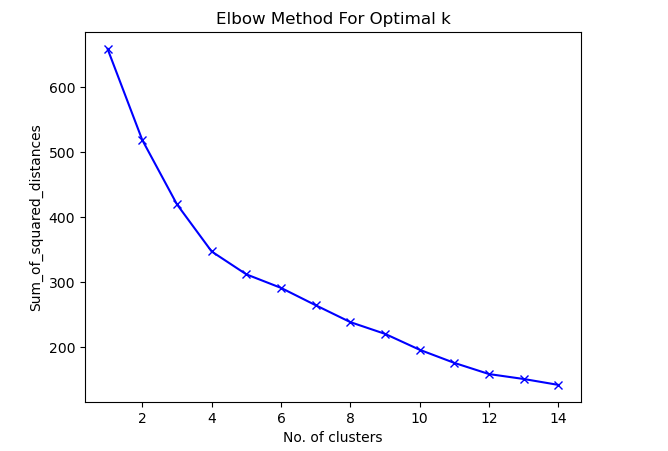 Elbow Method For Optimal k
600
500
400
300
200
Sum_of_squared_distances
2 4 6 8 10 12 14
No. of clusters